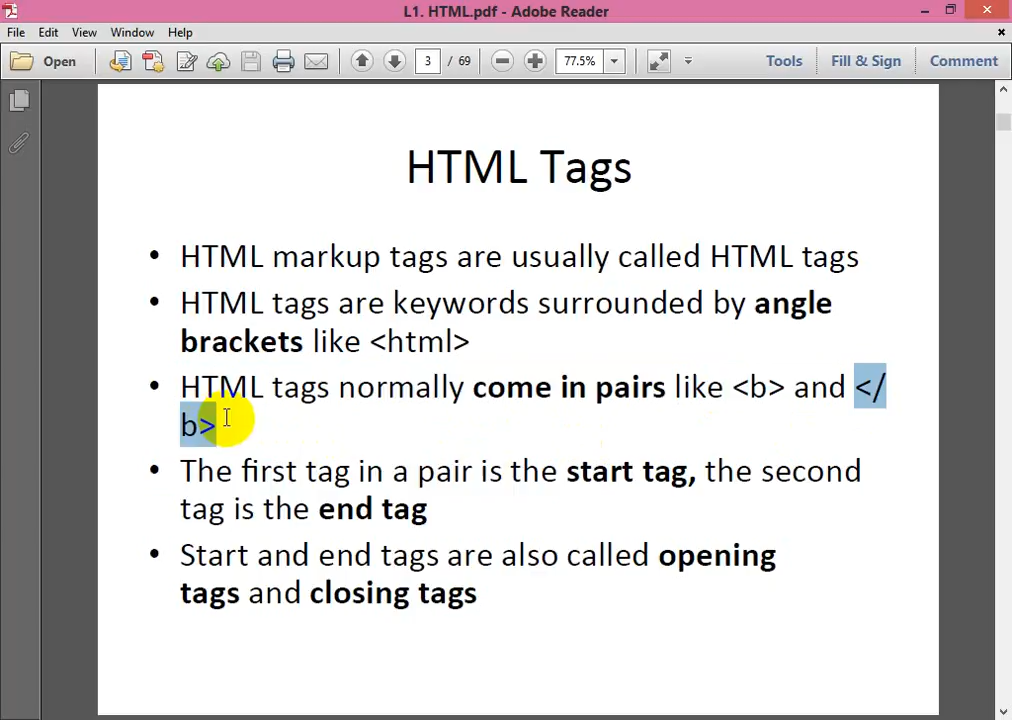 L1. HTML.pdf - Adobe Reader
File Edit View Window Help
Open 3 / 69 77.5% Tools Fill & Sign Comment
HTML Tags
• HTML markup tags are usually called HTML tags
• HTML tags are keywords surrounded by angle
brackets like <html>
• HTML tags normally come in pairs like <b> and </
b>
• The first tag in a pair is the start tag, the second
tag is the end tag
• Start and end tags are also called opening
tags and closing tags